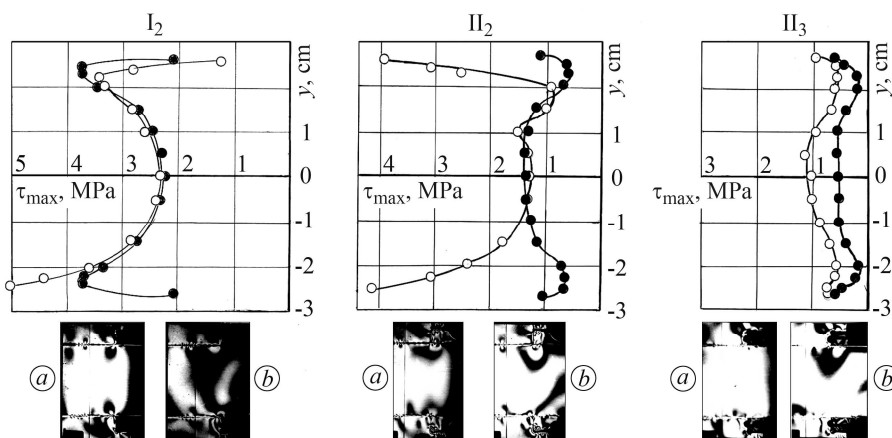 I₂
II₂
II₃
y, cm
y, cm
y, cm
1
1
1
5 4 3 2 1
4 3 2 1
3 2 1
0
0
0
τmax, MPa
τmax, MPa
τmax, MPa
-1
-1
-1
-2
-2
-2
-3
-3
-3
a b
a b
a b